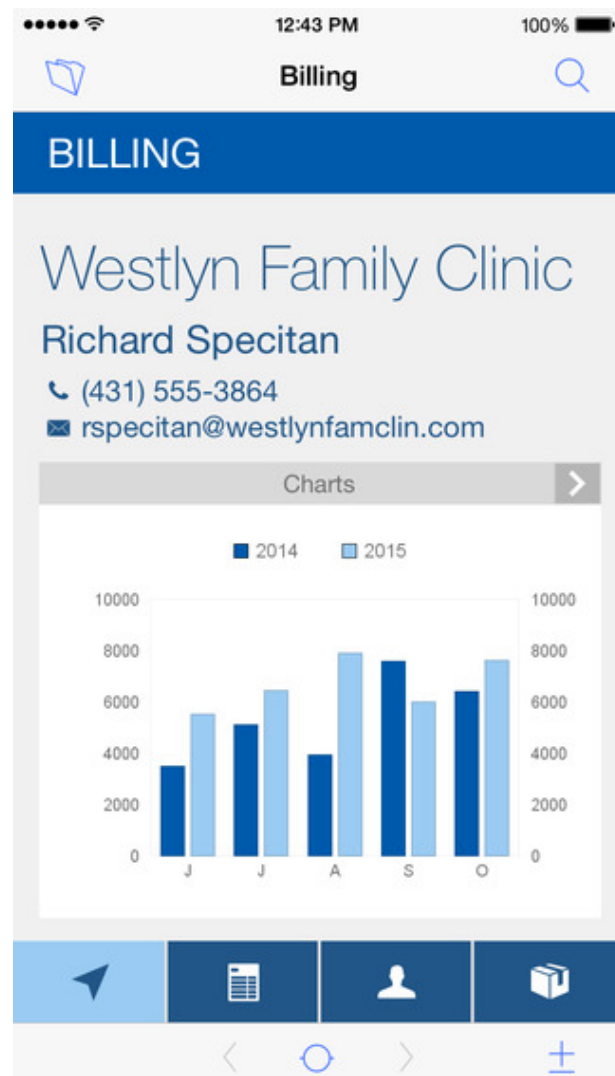 12:43 PM 100%
Billing
BILLING
Westlyn Family Clinic
Richard Specitan
(431) 555-3864
rspecitan@westlynfamclin.com
Charts
2014 2015
10000 10000
8000 8000
6000 6000
4000 4000
2000 2000
0 0
J J A S O